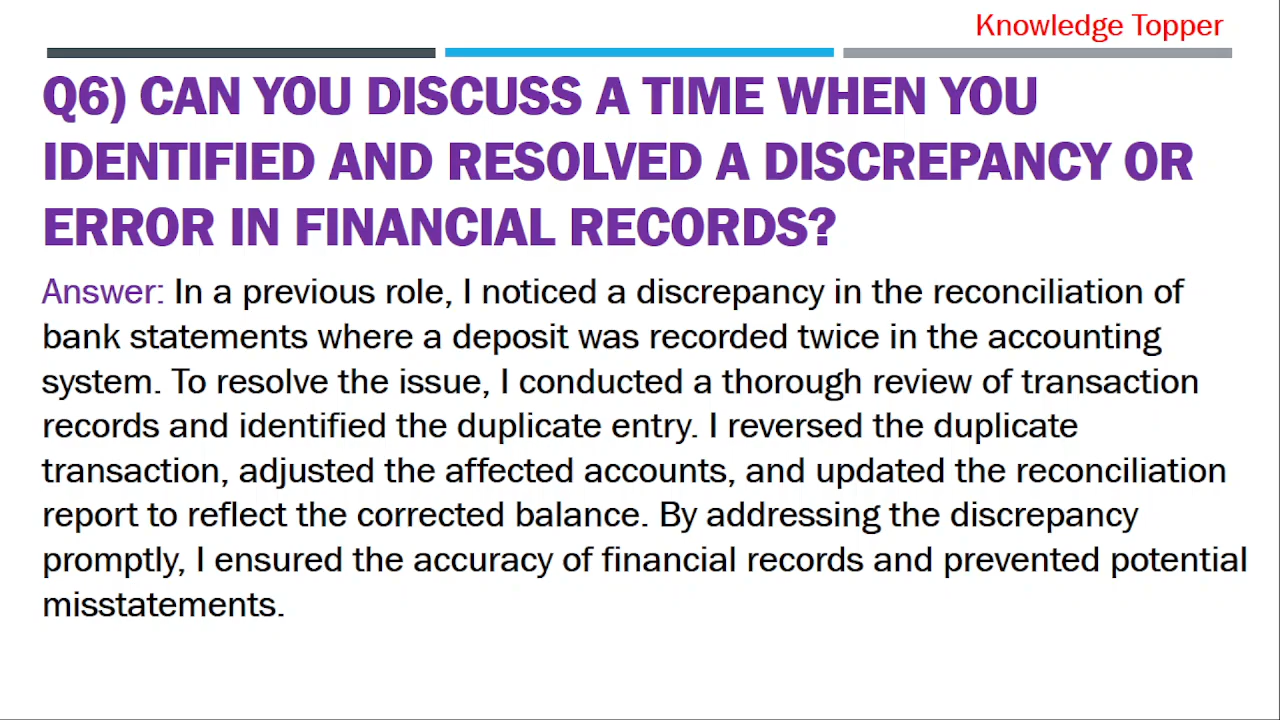 Knowledge Topper
Q6) CAN YOU DISCUSS A TIME WHEN YOU
IDENTIFIED AND RESOLVED A DISCREPANCY OR
ERROR IN FINANCIAL RECORDS?
Answer: In a previous role, I noticed a discrepancy in the reconciliation of
bank statements where a deposit was recorded twice in the accounting
system. To resolve the issue, I conducted a thorough review of transaction
records and identified the duplicate entry. I reversed the duplicate
transaction, adjusted the affected accounts, and updated the reconciliation
report to reflect the corrected balance. By addressing the discrepancy
promptly, I ensured the accuracy of financial records and prevented potential
misstatements.